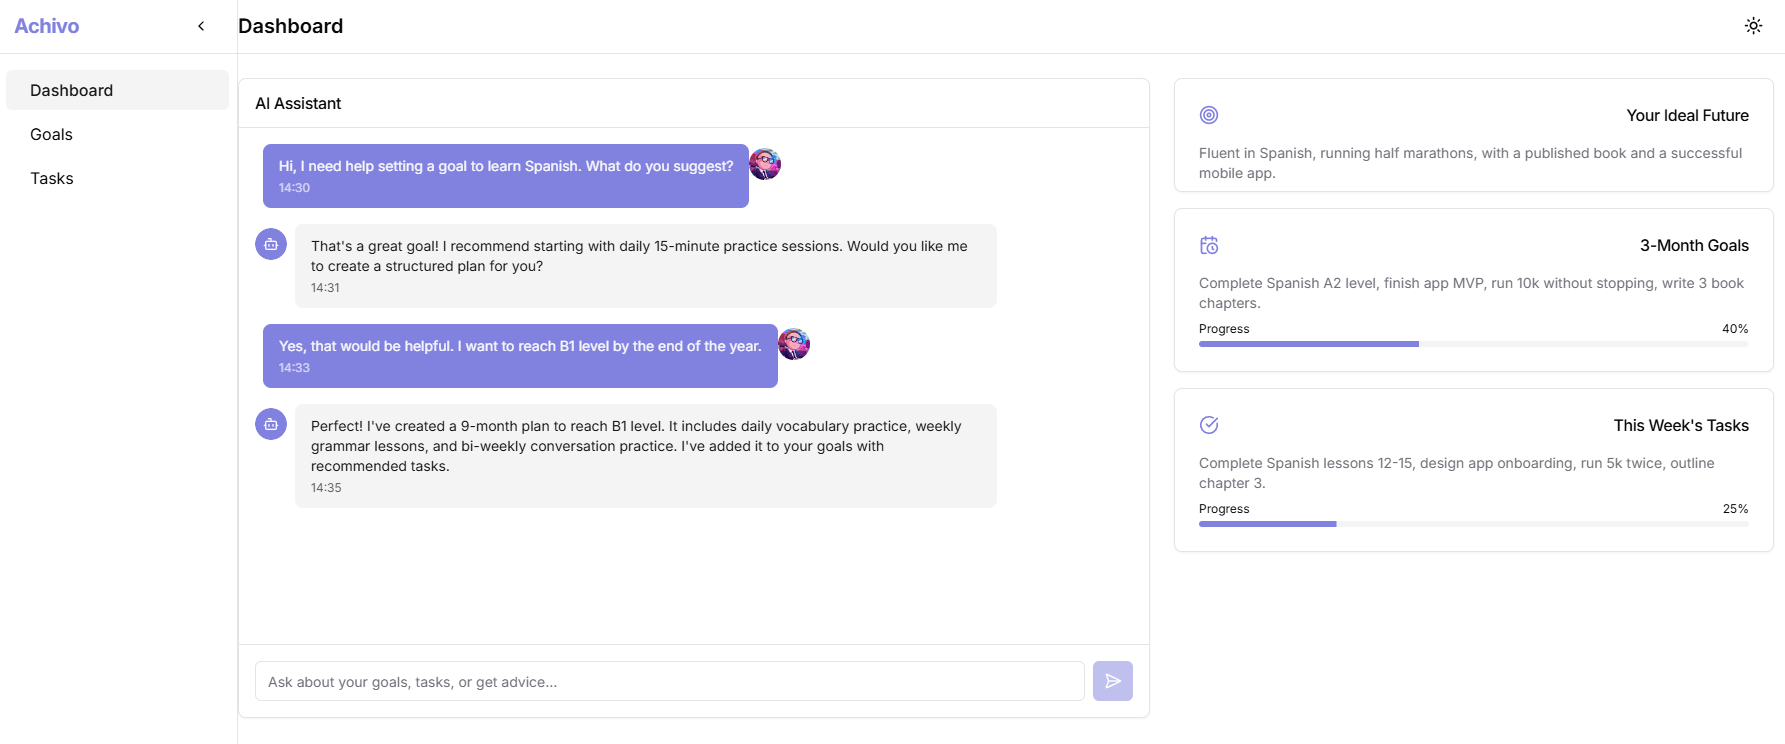 Achivo
Dashboard
Dashboard
Goals
Tasks
AI Assistant
Hi, I need help setting a goal to learn Spanish. What do you suggest?
14:30
That's a great goal! I recommend starting with daily 15-minute practice sessions. Would you like me
to create a structured plan for you?
14:31
Yes, that would be helpful. I want to reach B1 level by the end of the year.
14:33
Perfect! I've created a 9-month plan to reach B1 level. It includes daily vocabulary practice, weekly
grammar lessons, and bi-weekly conversation practice. I've added it to your goals with
recommended tasks.
14:35
Ask about your goals, tasks, or get advice...
Your Ideal Future
Fluent in Spanish, running half marathons, with a published book and a successful
mobile app.
3-Month Goals
Complete Spanish A2 level, finish app MVP, run 10k without stopping, write 3 book
chapters.
Progress 40%
This Week's Tasks
Complete Spanish lessons 12-15, design app onboarding, run 5k twice, outline
chapter 3.
Progress 25%